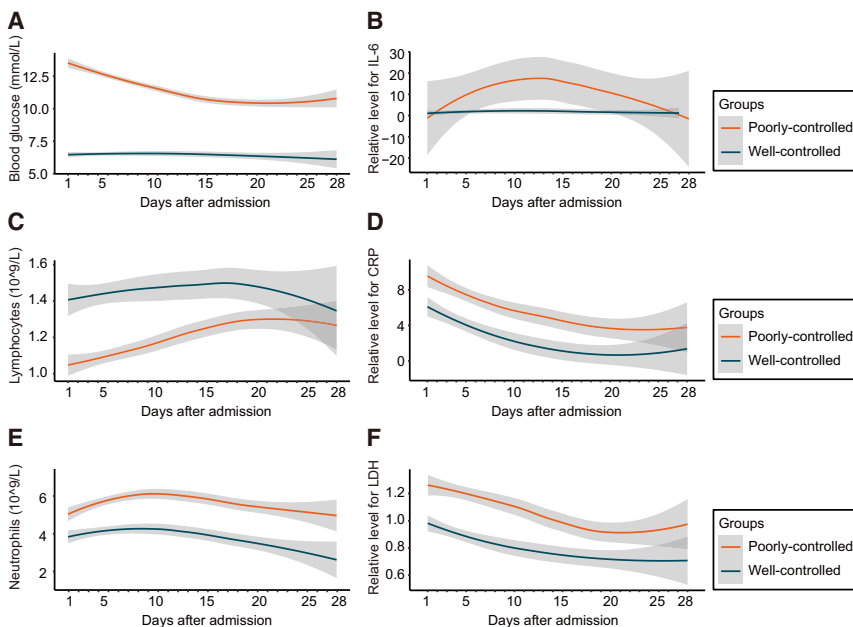 A
Blood glucose (mmol/L)
12.5
10.0
7.5
5.0
1 5 10 15 20 25 28
Days after admission
B
Relative level for IL-6
30
20
10
0
−10
−20
1 5 10 15 20 25 28
Days after admission
Groups
Poorly-controlled
Well-controlled
C
Lymphocytes (10^9/L)
1.6
1.4
1.2
1.0
1 5 10 15 20 25 28
Days after admission
D
Relative level for CRP
8
4
0
1 5 10 15 20 25 28
Days after admission
Groups
Poorly-controlled
Well-controlled
E
Neutrophils (10^9/L)
6
4
2
1 5 10 15 20 25 28
Days after admission
F
Relative level for LDH
1.2
1.0
0.8
0.6
1 5 10 15 20 25 28
Days after admission
Groups
Poorly-controlled
Well-controlled